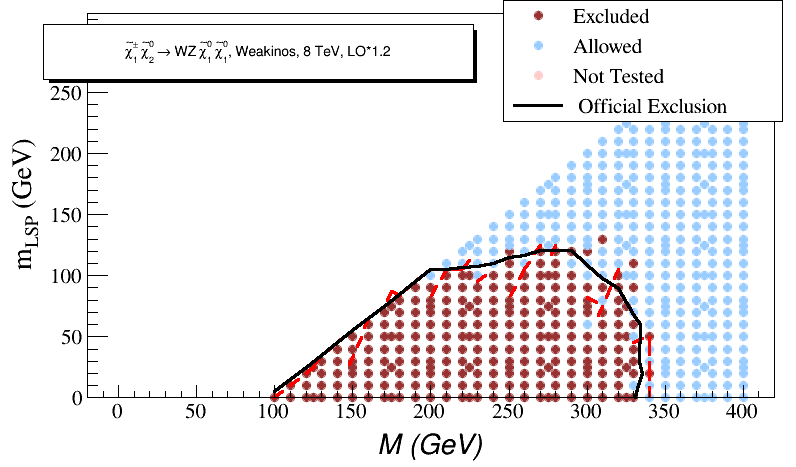 Excluded
Allowed
Not Tested
Official Exclusion
χ̃₁± χ̃₂⁰ → WZ χ̃₁⁰ χ̃₁⁰, Weakinos, 8 TeV, LO*1.2
m_LSP (GeV)
250
200
150
100
50
0
0 50 100 150 200 250 300 350 400
M (GeV)